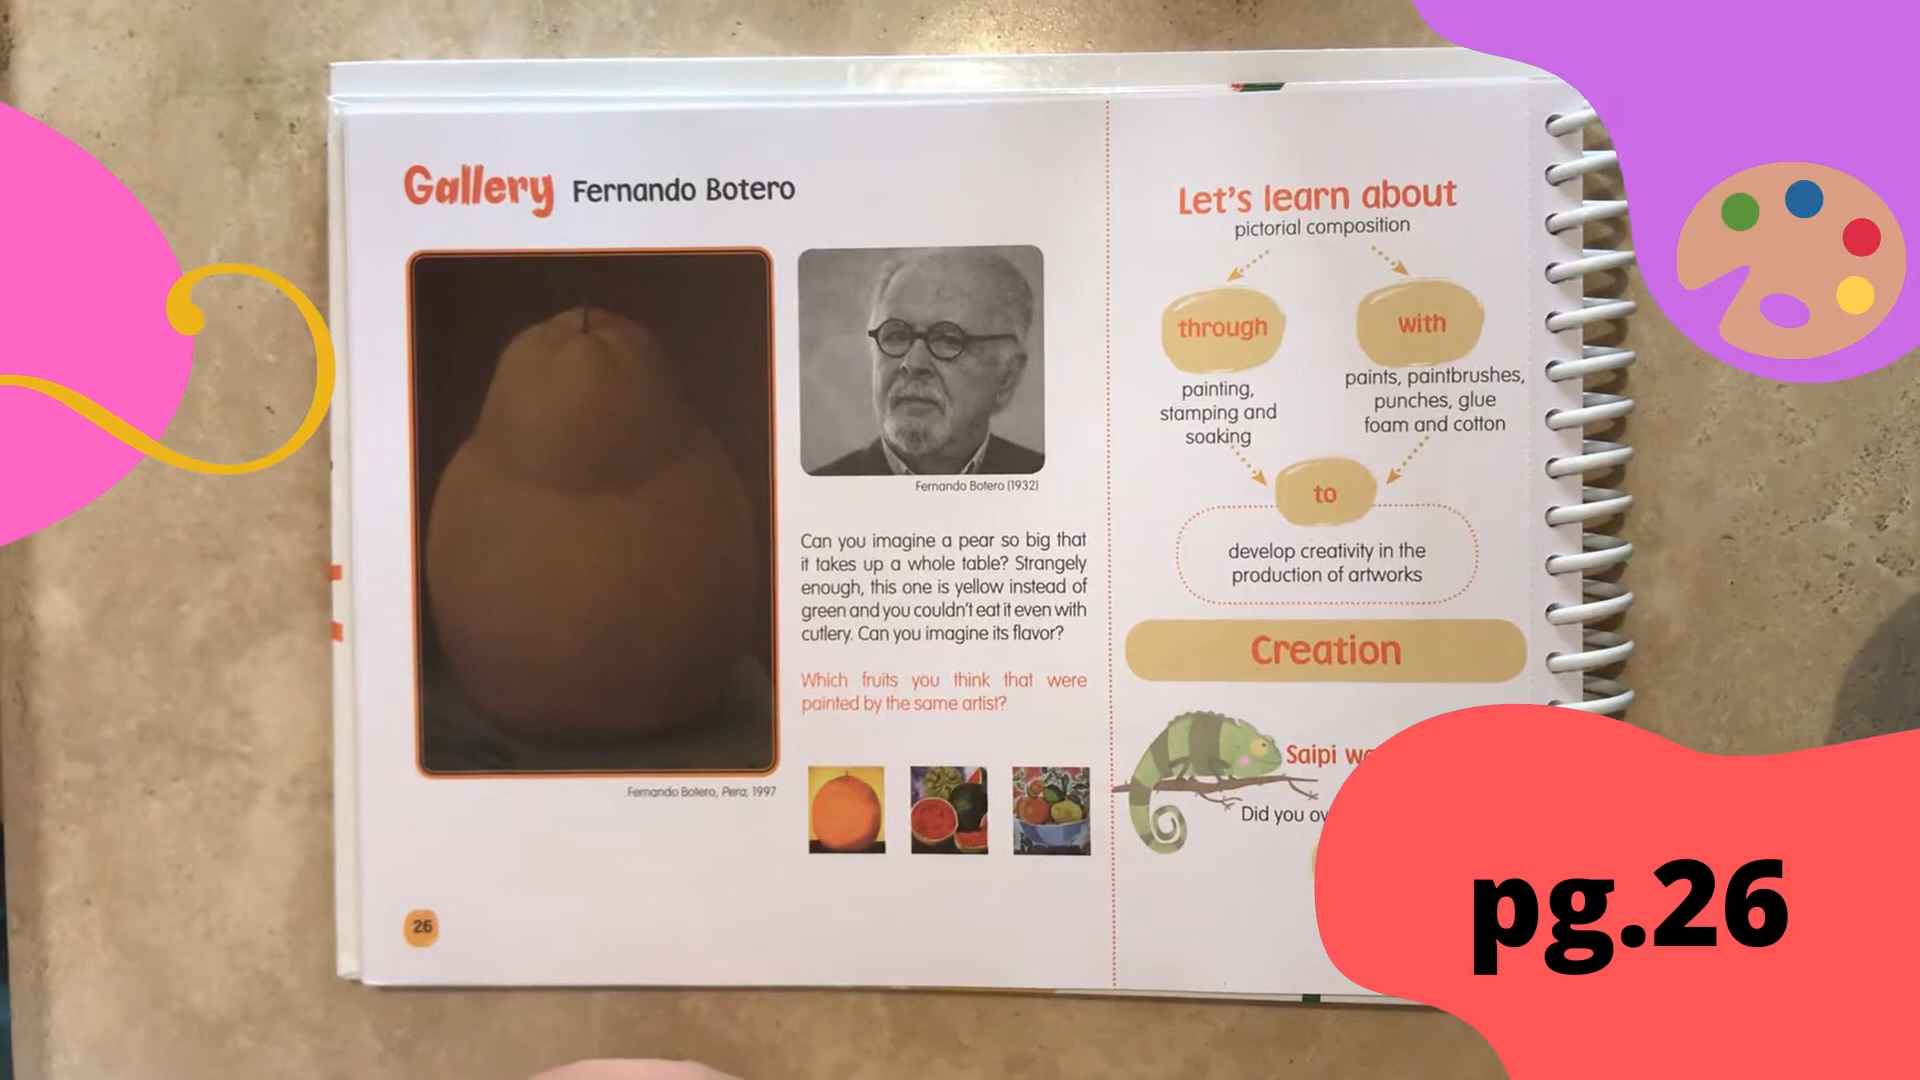 Gallery Fernando Botero
Fernando Botero (1932)
Can you imagine a pear so big that
it takes up a whole table? Strangely
enough, this one is yellow instead of
green and you couldn't eat it even with
cutlery. Can you imagine its flavor?
Which fruits you think that were
painted by the same artist?
Fernando Botero, Pera, 1997
26
Let's learn about
pictorial composition
through
with
painting,
stamping and
soaking
paints, paintbrushes,
punches, glue
foam and cotton
to
develop creativity in the
production of artworks
Creation
Saipi
Did you
pg.26